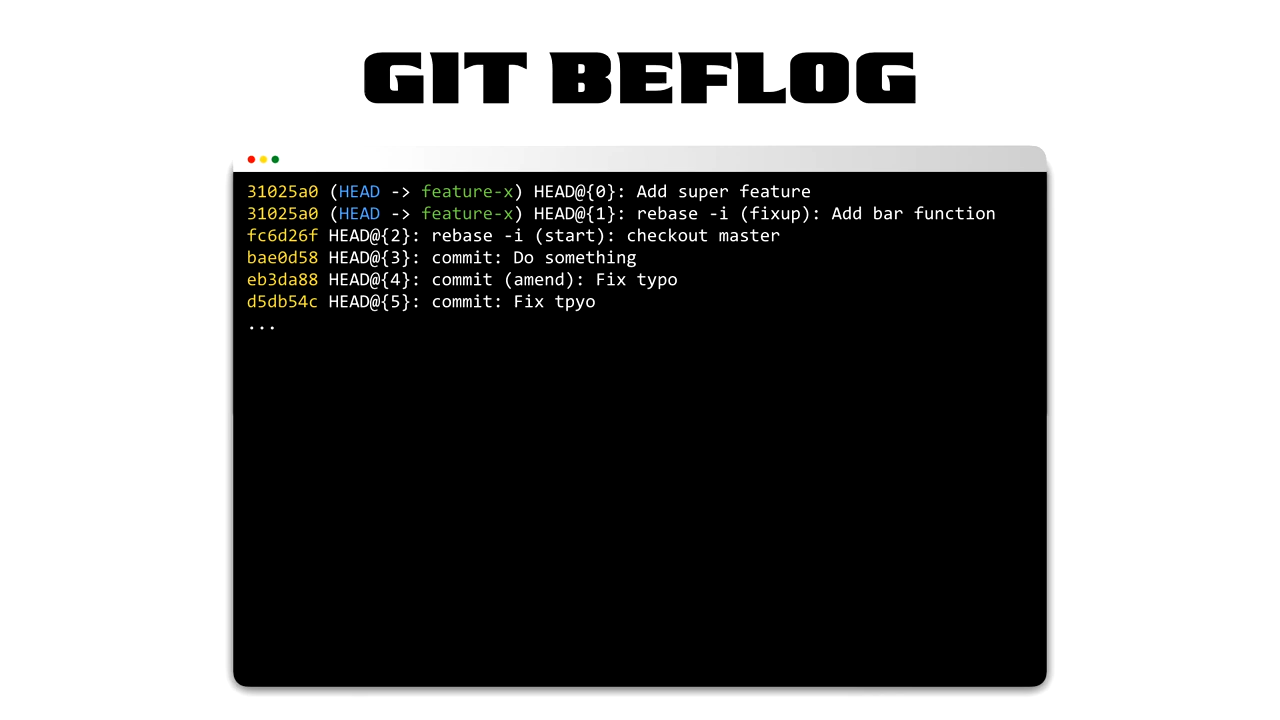 GIT BEFLOG
31025a0 (HEAD -> feature-x) HEAD@{0}: Add super feature
31025a0 (HEAD -> feature-x) HEAD@{1}: rebase -i (fixup): Add bar function
fc6d26f HEAD@{2}: rebase -i (start): checkout master
bae0d58 HEAD@{3}: commit: Do something
eb3da88 HEAD@{4}: commit (amend): Fix typo
d5db54c HEAD@{5}: commit: Fix tpyo
...